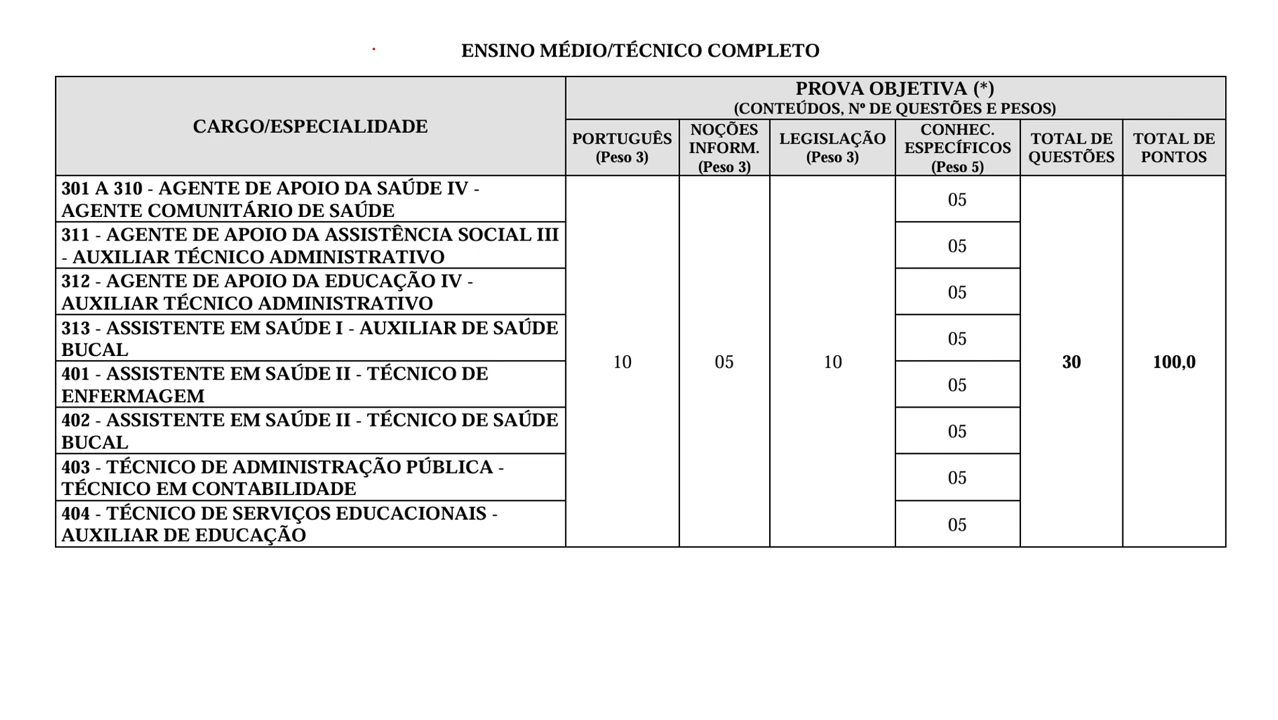 ENSINO MÉDIO/TÉCNICO COMPLETO
CARGO/ESPECIALIDADE
PROVA OBJETIVA (*)
(CONTEÚDOS, Nº DE QUESTÕES E PESOS)
PORTUGUÊS
(Peso 3)
NOÇÕES
INFORM.
(Peso 3)
LEGISLAÇÃO
(Peso 3)
CONHEC.
ESPECÍFICOS
(Peso 5)
TOTAL DE
QUESTÕES
TOTAL DE
PONTOS
301 A 310 - AGENTE DE APOIO DA SAÚDE IV -
AGENTE COMUNITÁRIO DE SAÚDE
05
311 - AGENTE DE APOIO DA ASSISTÊNCIA SOCIAL III
- AUXILIAR TÉCNICO ADMINISTRATIVO
05
312 - AGENTE DE APOIO DA EDUCAÇÃO IV -
AUXILIAR TÉCNICO ADMINISTRATIVO
05
313 - ASSISTENTE EM SAÚDE I - AUXILIAR DE SAÚDE
BUCAL
05
10
05
10
30
100,0
401 - ASSISTENTE EM SAÚDE II - TÉCNICO DE
ENFERMAGEM
05
402 - ASSISTENTE EM SAÚDE II - TÉCNICO DE SAÚDE
BUCAL
05
403 - TÉCNICO DE ADMINISTRAÇÃO PÚBLICA -
TÉCNICO EM CONTABILIDADE
05
404 - TÉCNICO DE SERVIÇOS EDUCACIONAIS -
AUXILIAR DE EDUCAÇÃO
05